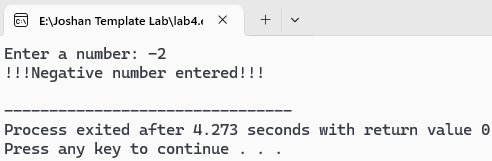 E:\Joshan Template Lab\lab4.e
Enter a number: -2
!!!Negative number entered!!!
--------------------------------
Process exited after 4.273 seconds with return value 0
Press any key to continue . . .